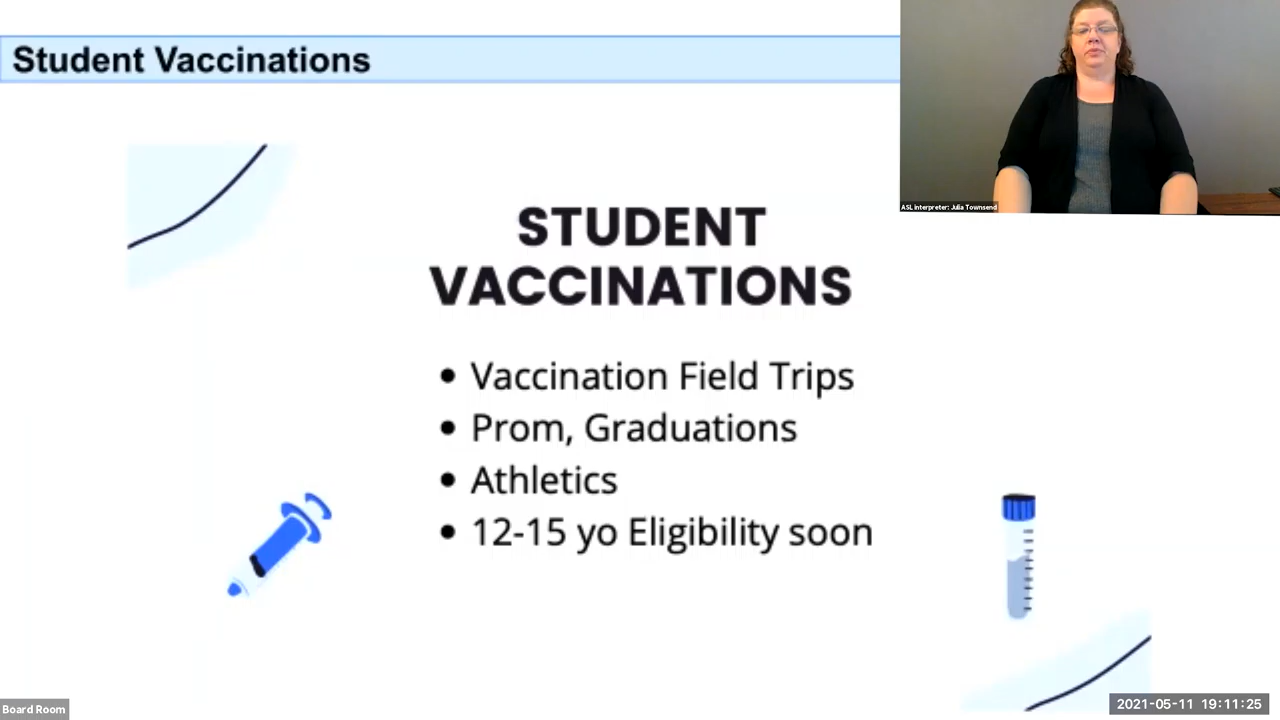 Student Vaccinations
ASL interpreter: Julia Townsend
STUDENT
VACCINATIONS
• Vaccination Field Trips
• Prom, Graduations
• Athletics
• 12-15 yo Eligibility soon
Board Room
2021-05-11 19:11:25